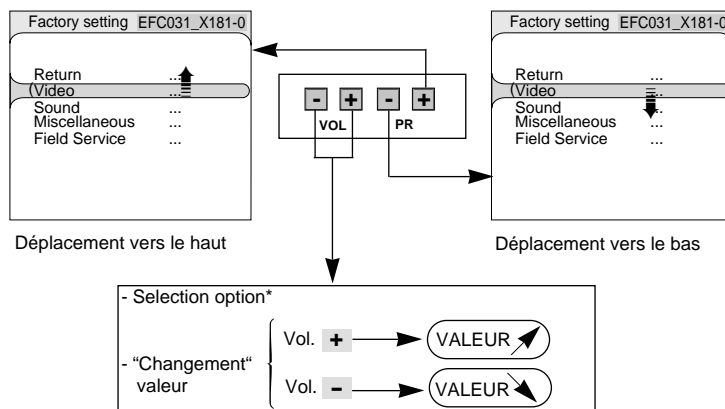 Factory setting EFC031_X181-0
Return ...
(Video ...
Sound ...
Miscellaneous ...
Field Service ...
Déplacement vers le haut
- + - +
VOL PR
Factory setting EFC031_X181-0
Return ...
(Video ...
Sound ...
Miscellaneous ...
Field Service ...
Déplacement vers le bas
- Selection option*
- “Changement“
valeur
Vol. + VALEUR
Vol. - VALEUR